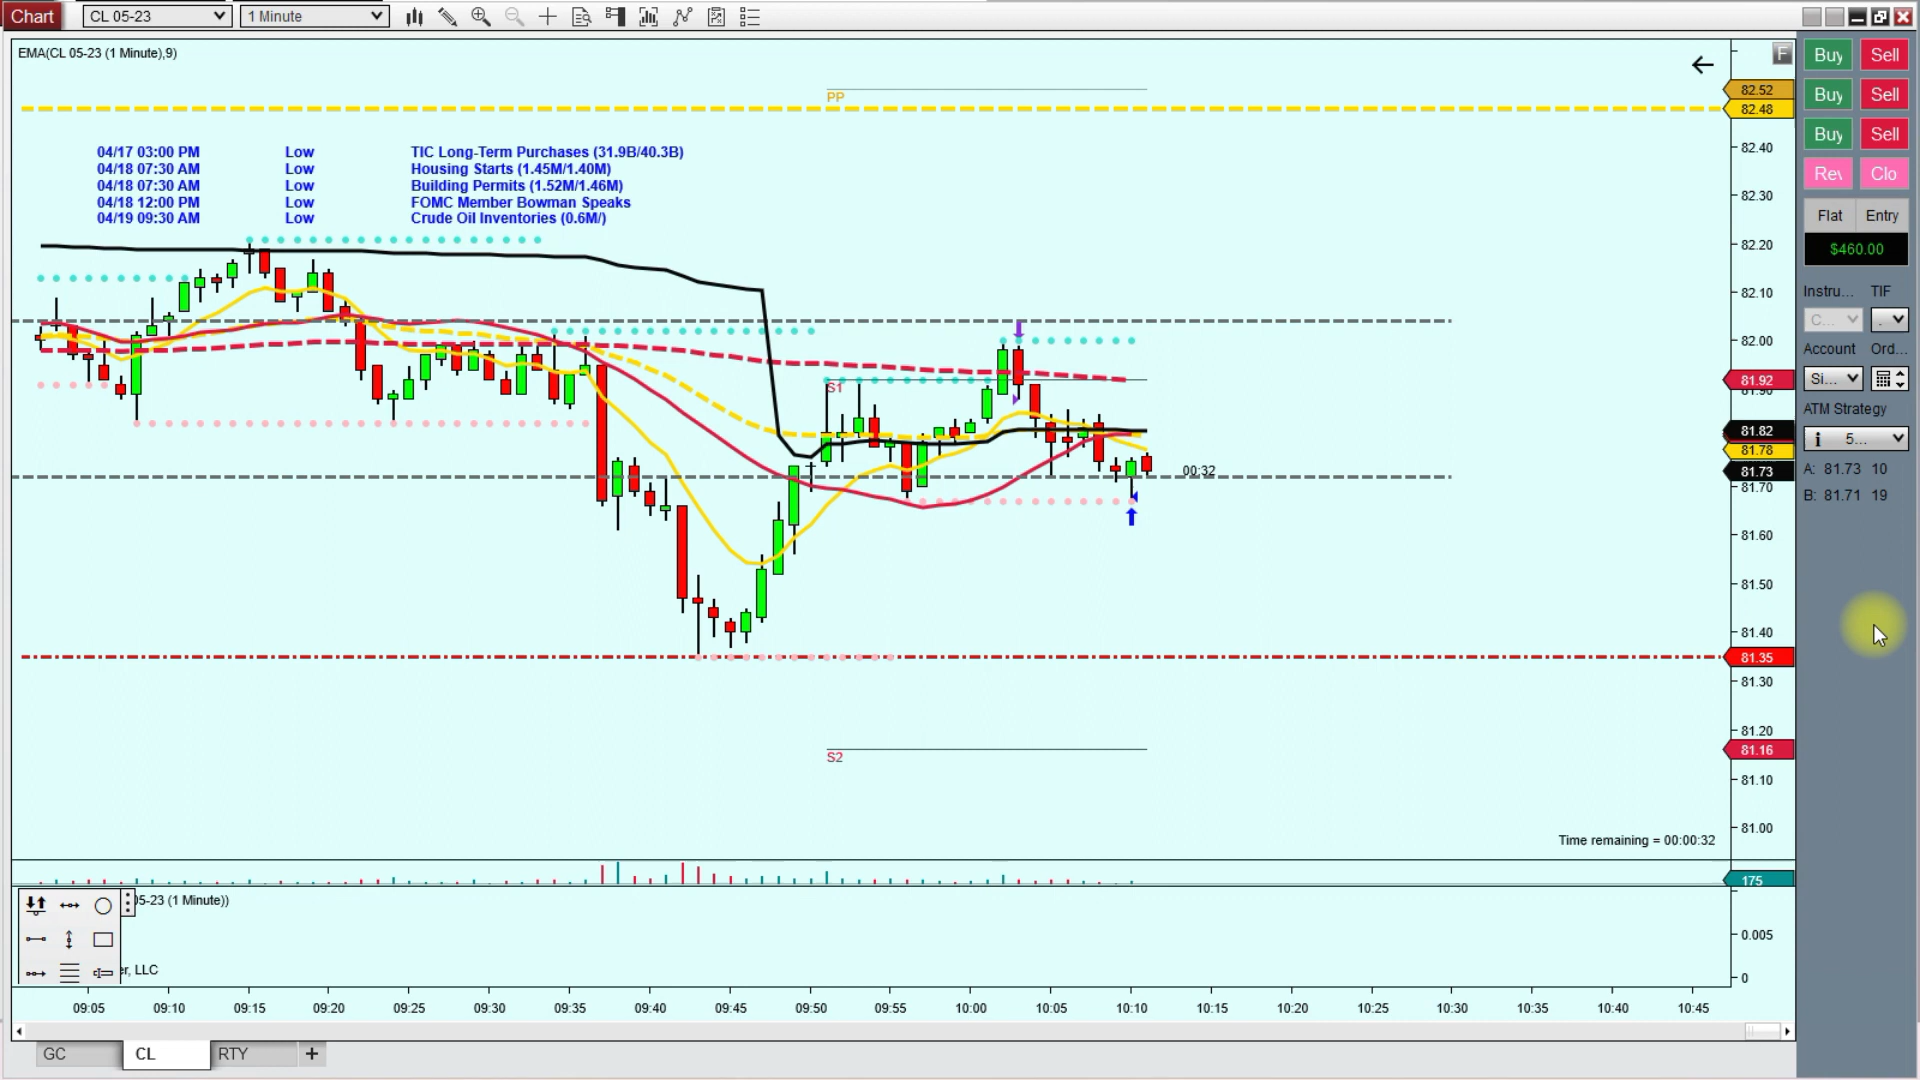 Chart CL 05-23 1 Minute
EMA(CL 05-23 (1 Minute),9)
F
Buy Sell
Buy Sell
Buy Sell
Rev Clo
Flat Entry
$460.00
Instru... TIF
C... .
Account Ord...
Si...
ATM Strategy
i 5...
A: 81.73 10
B: 81.71 19
PP
04/17 03:00 PM Low TIC Long-Term Purchases (31.9B/40.3B)
04/18 07:30 AM Low Housing Starts (1.45M/1.40M)
04/18 07:30 AM Low Building Permits (1.52M/1.46M)
04/18 12:00 PM Low FOMC Member Bowman Speaks
04/19 09:30 AM Low Crude Oil Inventories (0.6M/)
S1
00:32
S2
82.52
82.48
82.40
82.30
82.20
82.10
82.00
81.92
81.90
81.82
81.78
81.73
81.70
81.60
81.50
81.40
81.35
81.30
81.20
81.16
81.10
81.00
Time remaining = 00:00:32
175
05-23 (1 Minute))
0.005
er, LLC
0
09:05 09:10 09:15 09:20 09:25 09:30 09:35 09:40 09:45 09:50 09:55 10:00 10:05 10:10 10:15 10:20 10:25 10:30 10:35 10:40 10:45
GC CL RTY +